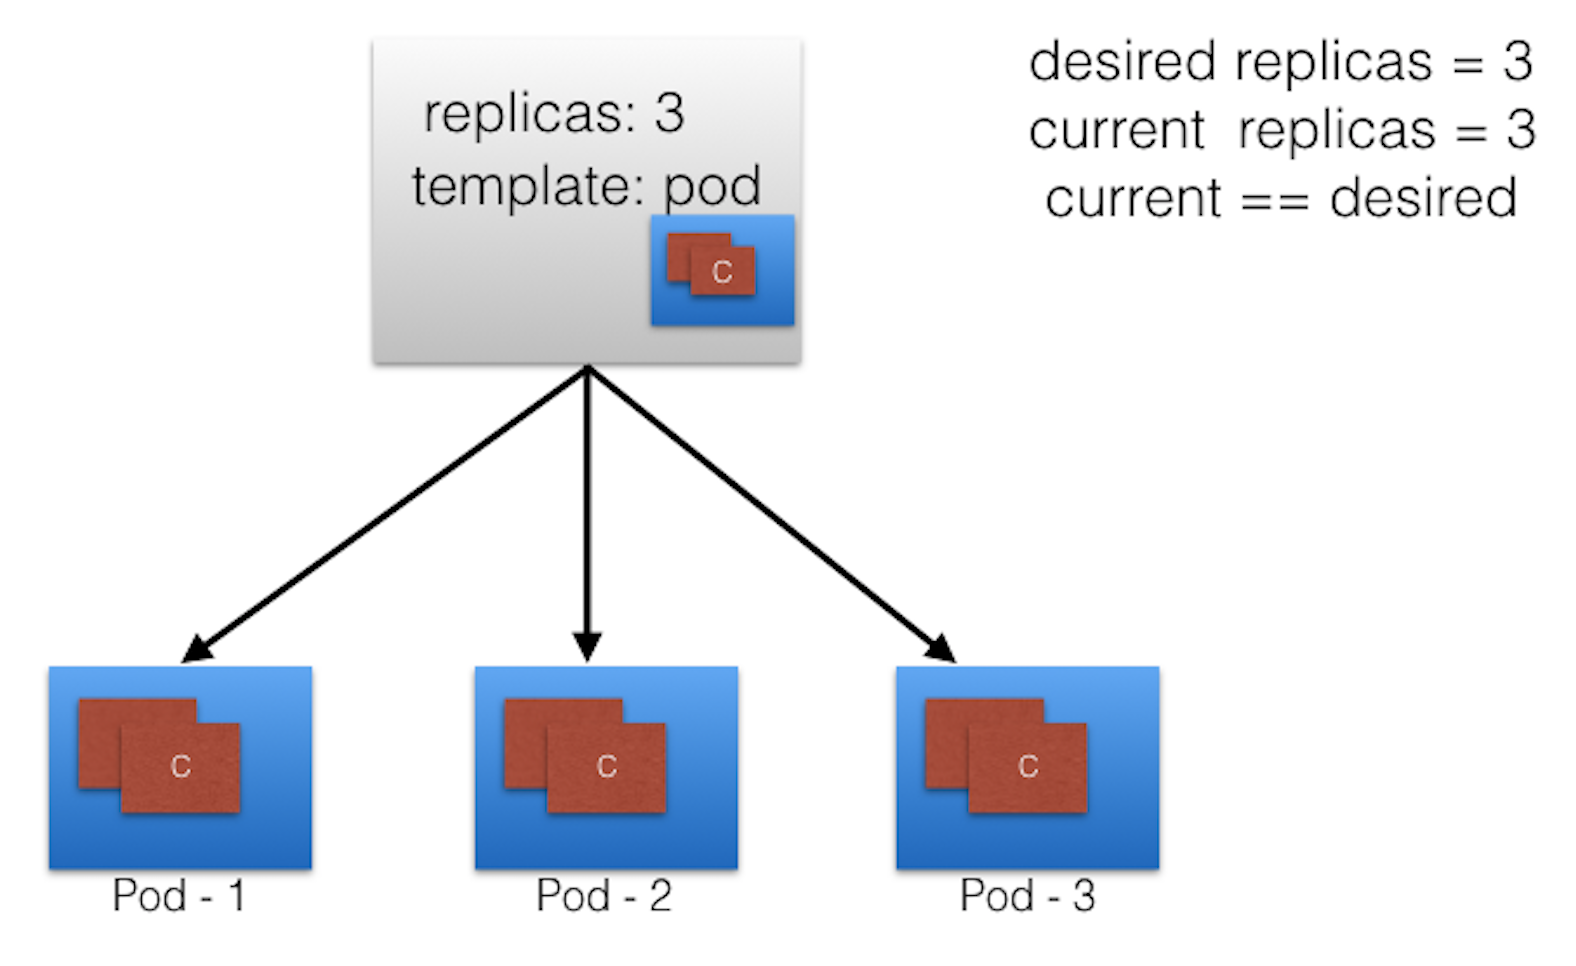 replicas: 3
template: pod
C
desired replicas = 3
current replicas = 3
current == desired
C
C
C
Pod - 1
Pod - 2
Pod - 3